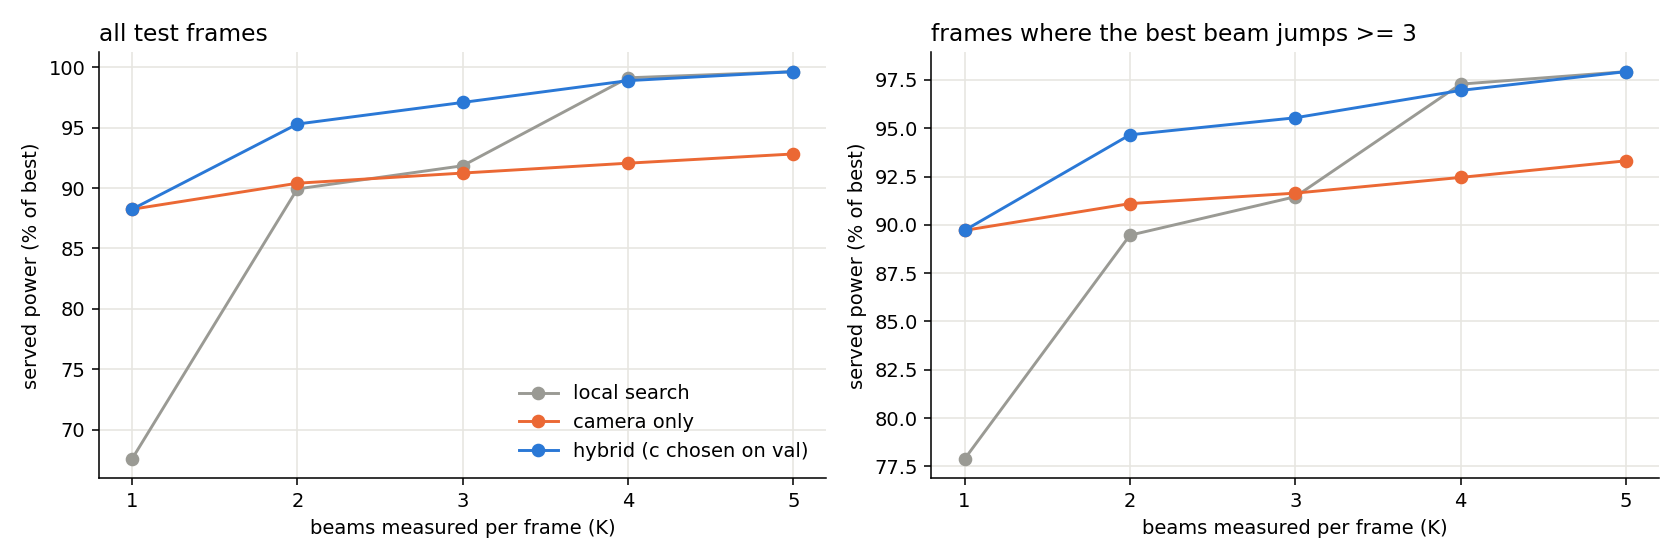 all test frames
served power (% of best)
100
95
90
85
80
75
70
local search
camera only
hybrid (c chosen on val)
1 2 3 4 5
beams measured per frame (K)
frames where the best beam jumps >= 3
served power (% of best)
97.5
95.0
92.5
90.0
87.5
85.0
82.5
80.0
77.5
1 2 3 4 5
beams measured per frame (K)